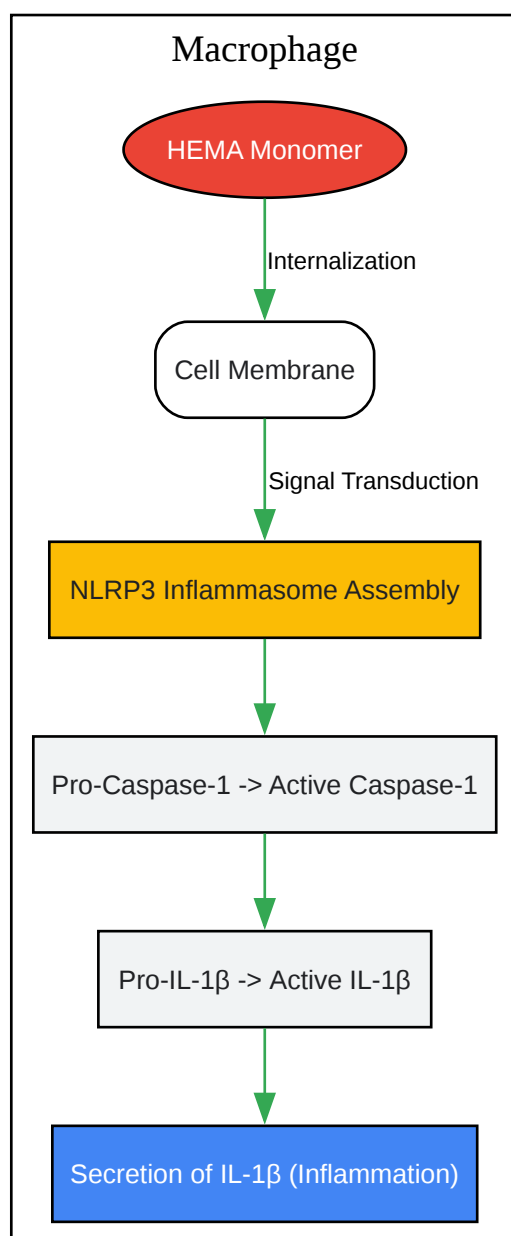 Macrophage
HEMA Monomer
Internalization
Cell Membrane
Signal Transduction
NLRP3 Inflammasome Assembly
Pro-Caspase-1 -> Active Caspase-1
Pro-IL-1β -> Active IL-1β
Secretion of IL-1β (Inflammation)